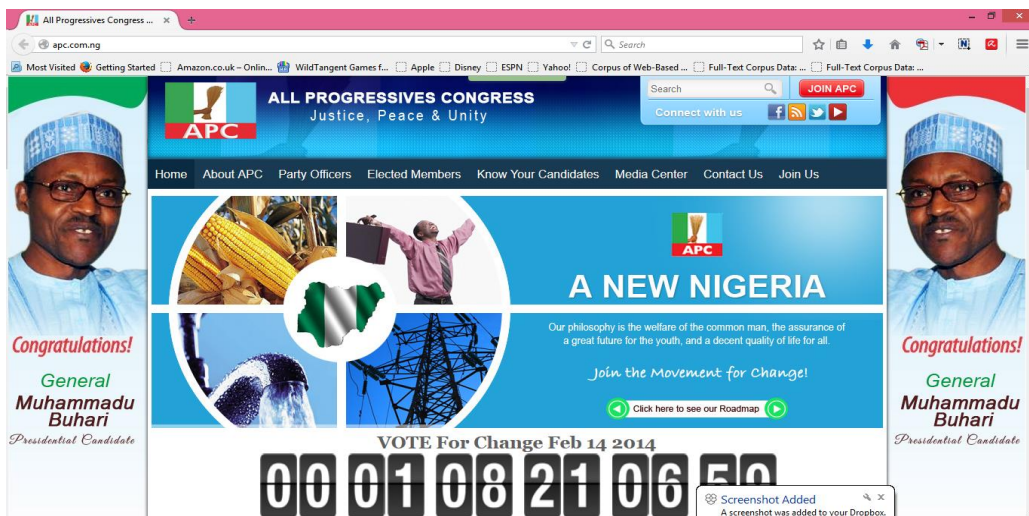 All Progressives Congress ...
apc.com.ng
Search
Most Visited Getting Started Amazon.co.uk – Onlin... WildTangent Games f... Apple Disney ESPN Yahoo! Corpus of Web-Based ... Full-Text Corpus Data: ... Full-Text Corpus Data: ...
APC
ALL PROGRESSIVES CONGRESS
Justice, Peace & Unity
Search
JOIN APC
Connect with us
Home About APC Party Officers Elected Members Know Your Candidates Media Center Contact Us Join Us
APC
A NEW NIGERIA
Our philosophy is the welfare of the common man, the assurance of
a great future for the youth, and a decent quality of life for all.
Join the Movement for Change!
Click here to see our Roadmap
Congratulations!
General
Muhammadu
Buhari
Presidential Candidate
Congratulations!
General
Muhammadu
Buhari
Presidential Candidate
VOTE For Change Feb 14 2014
00 01 08 21 06
Screenshot Added
A screenshot was added to your Dropbox.